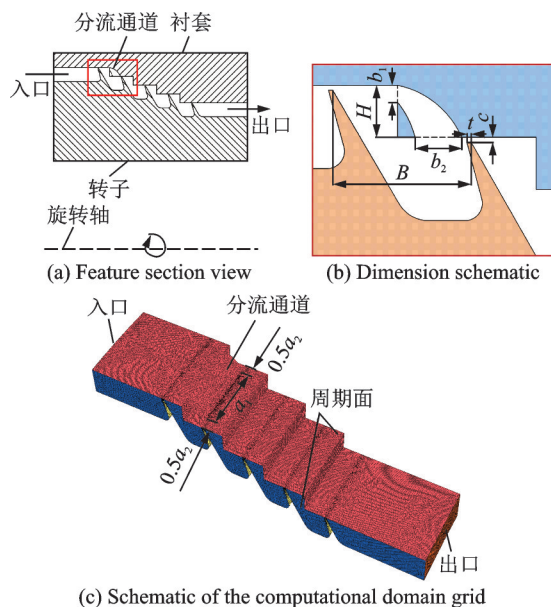 分流通道 衬套
入口
出口
转子
旋转轴
(a) Feature section view
b₁
H
t
c
b₂
B
(b) Dimension schematic
入口
分流通道
0.5a₂
a₁
周期面
0.5a₂
出口
(c) Schematic of the computational domain grid